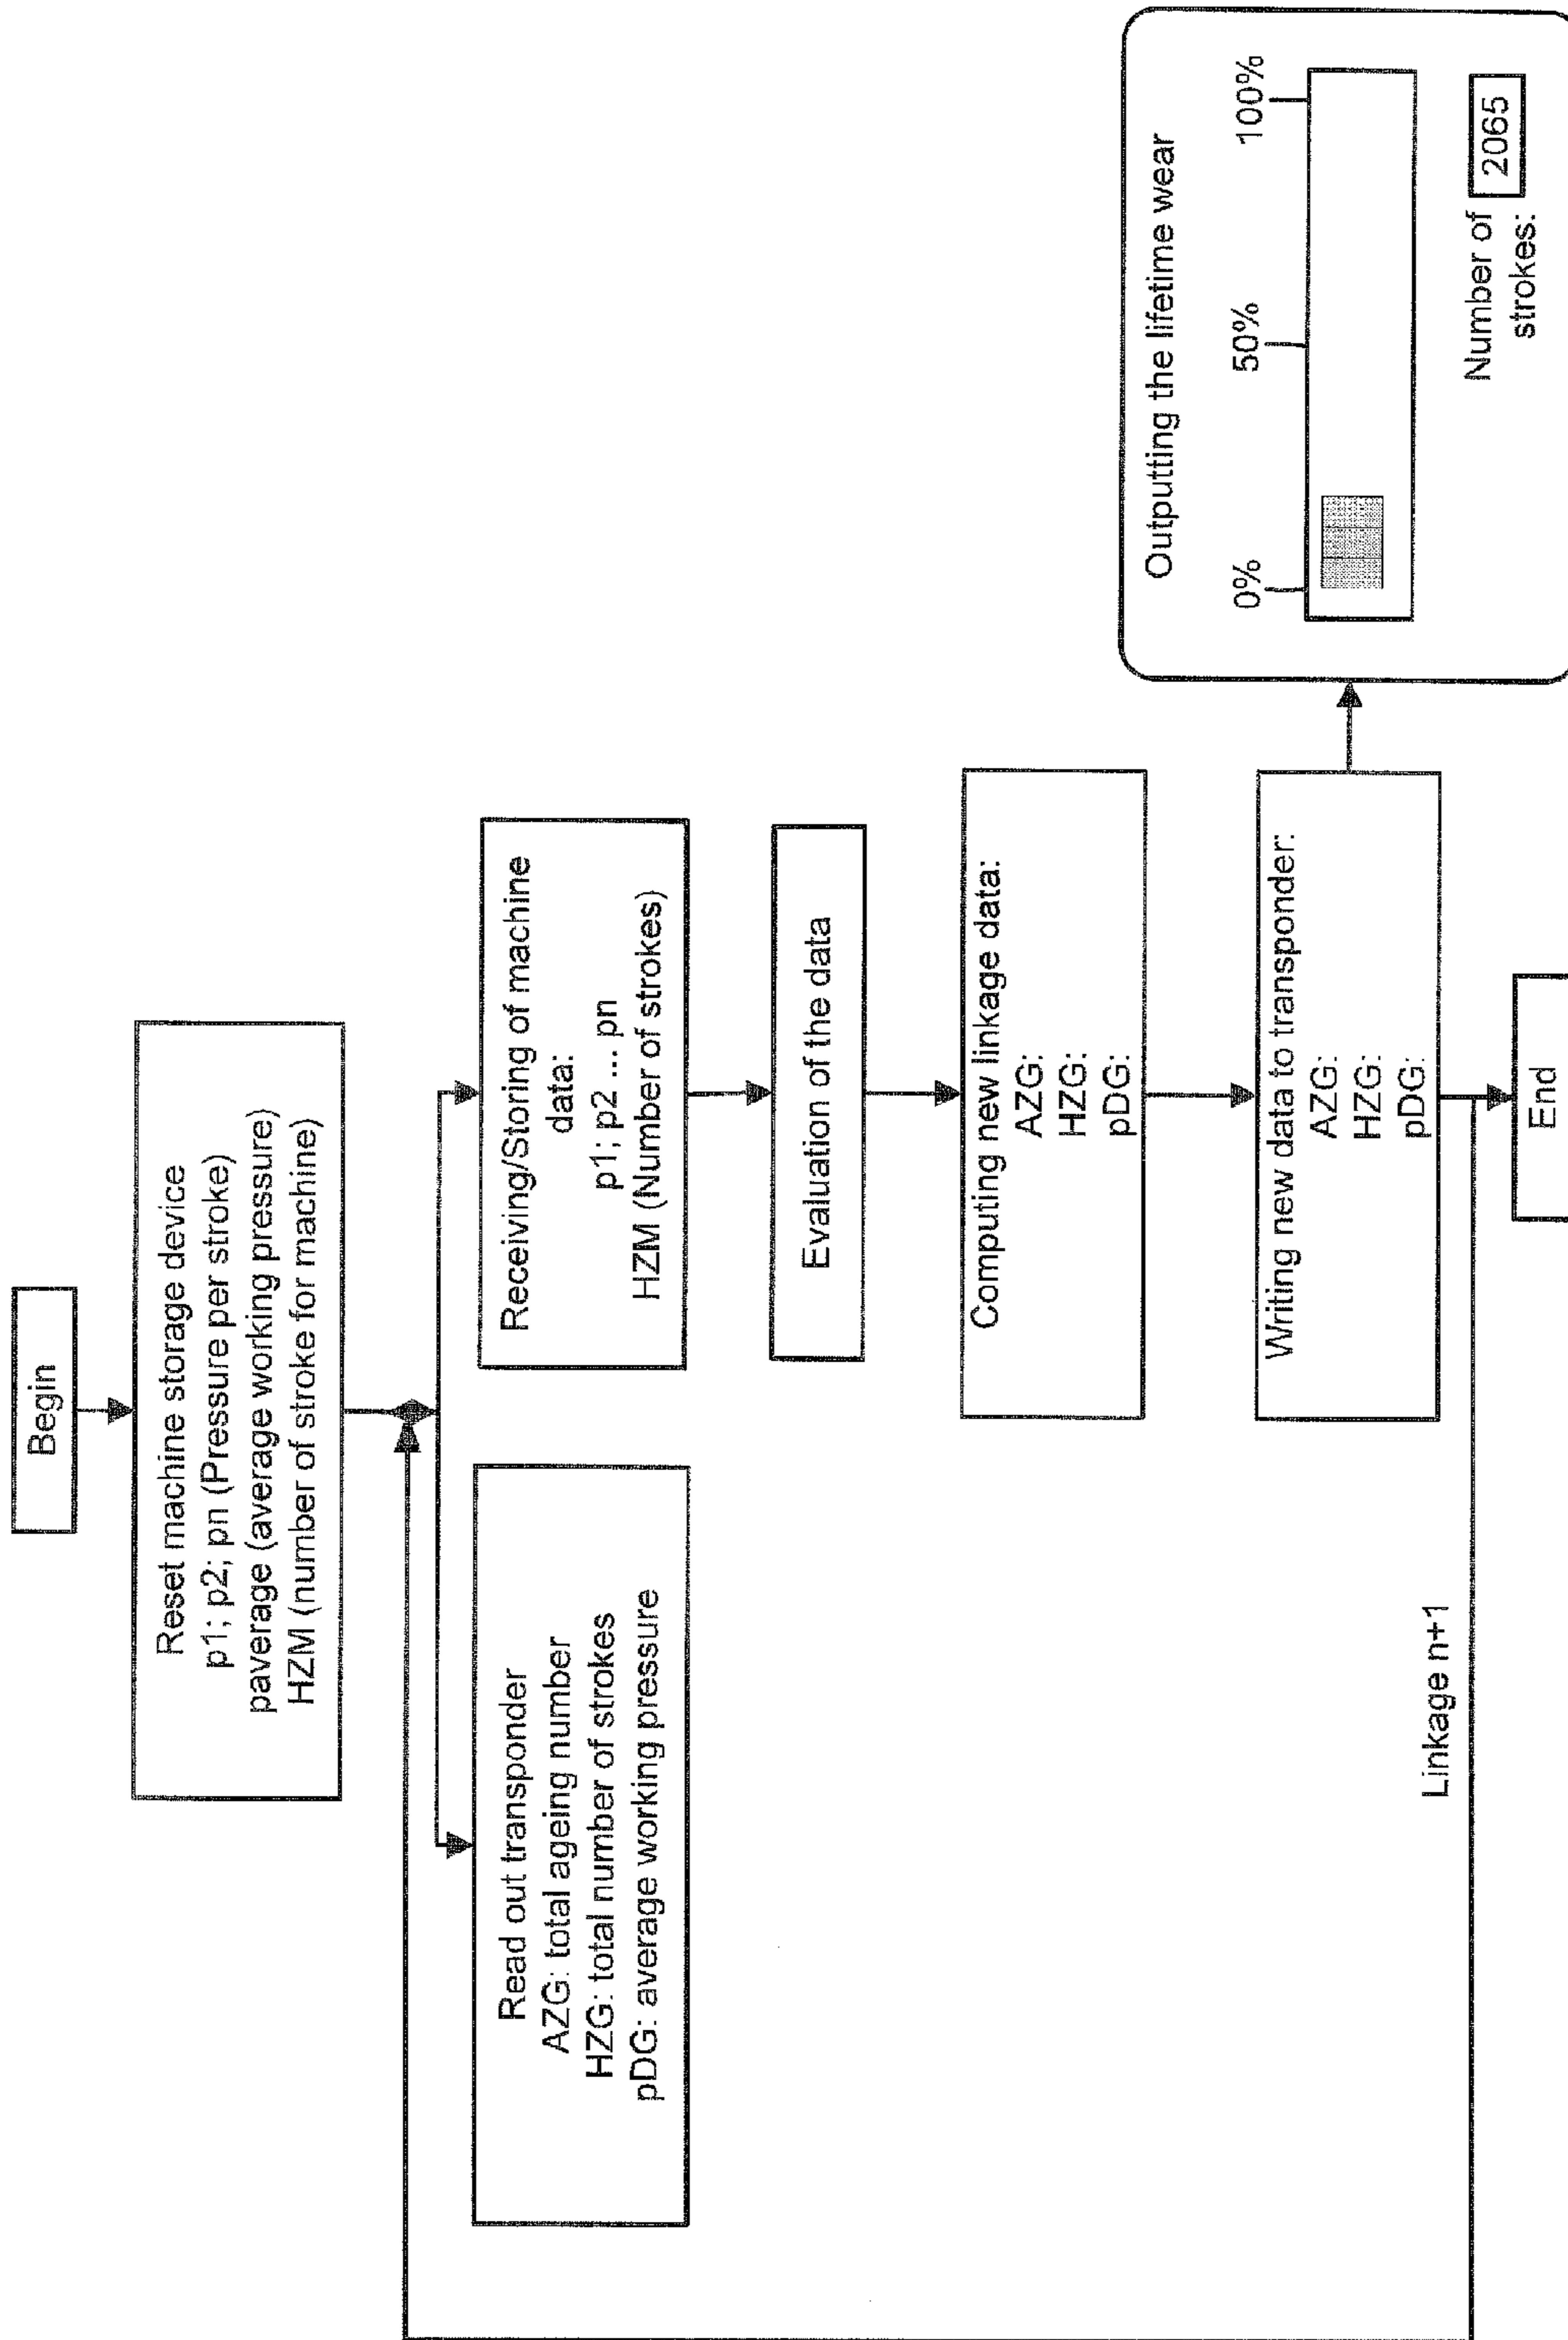 Begin
Reset machine storage device
p1; p2; pn (Pressure per stroke)
paverage (average working pressure)
HZM (number of stroke for machine)
Read out transponder
AZG: total ageing number
HZG: total number of strokes
pDG: average working pressure
Receiving/Storing of machine
data:
p1; p2 ... pn
HZM (Number of strokes)
Evaluation of the data
Computing new linkage data:
AZG:
HZG:
pDG:
Writing new data to transponder:
AZG:
HZG:
pDG:
Linkage n+1
End
Outputting the lifetime wear
0% 50% 100%
Number of 2065
strokes: